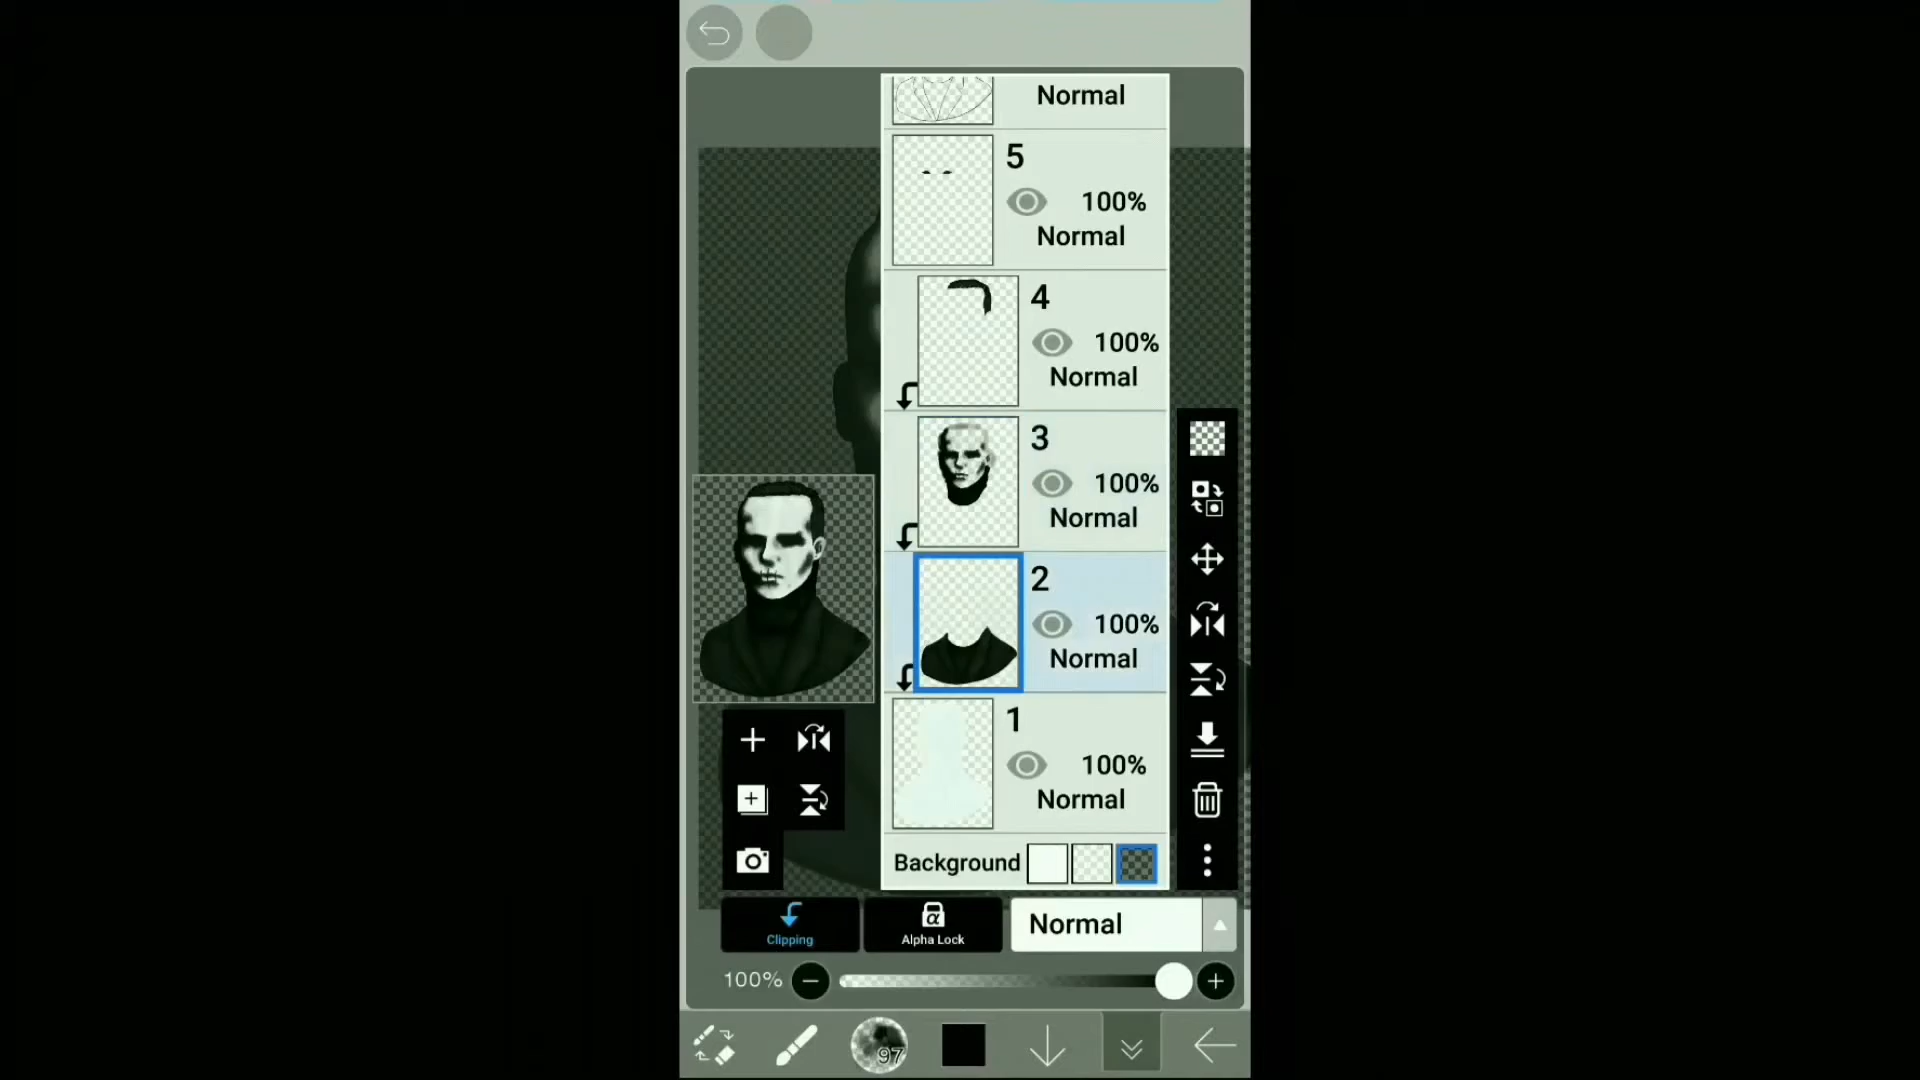 Normal
5
100%
Normal
4
100%
Normal
3
100%
Normal
2
100%
Normal
1
100%
Normal
Background
Clipping
α
Alpha Lock
Normal
100%
97